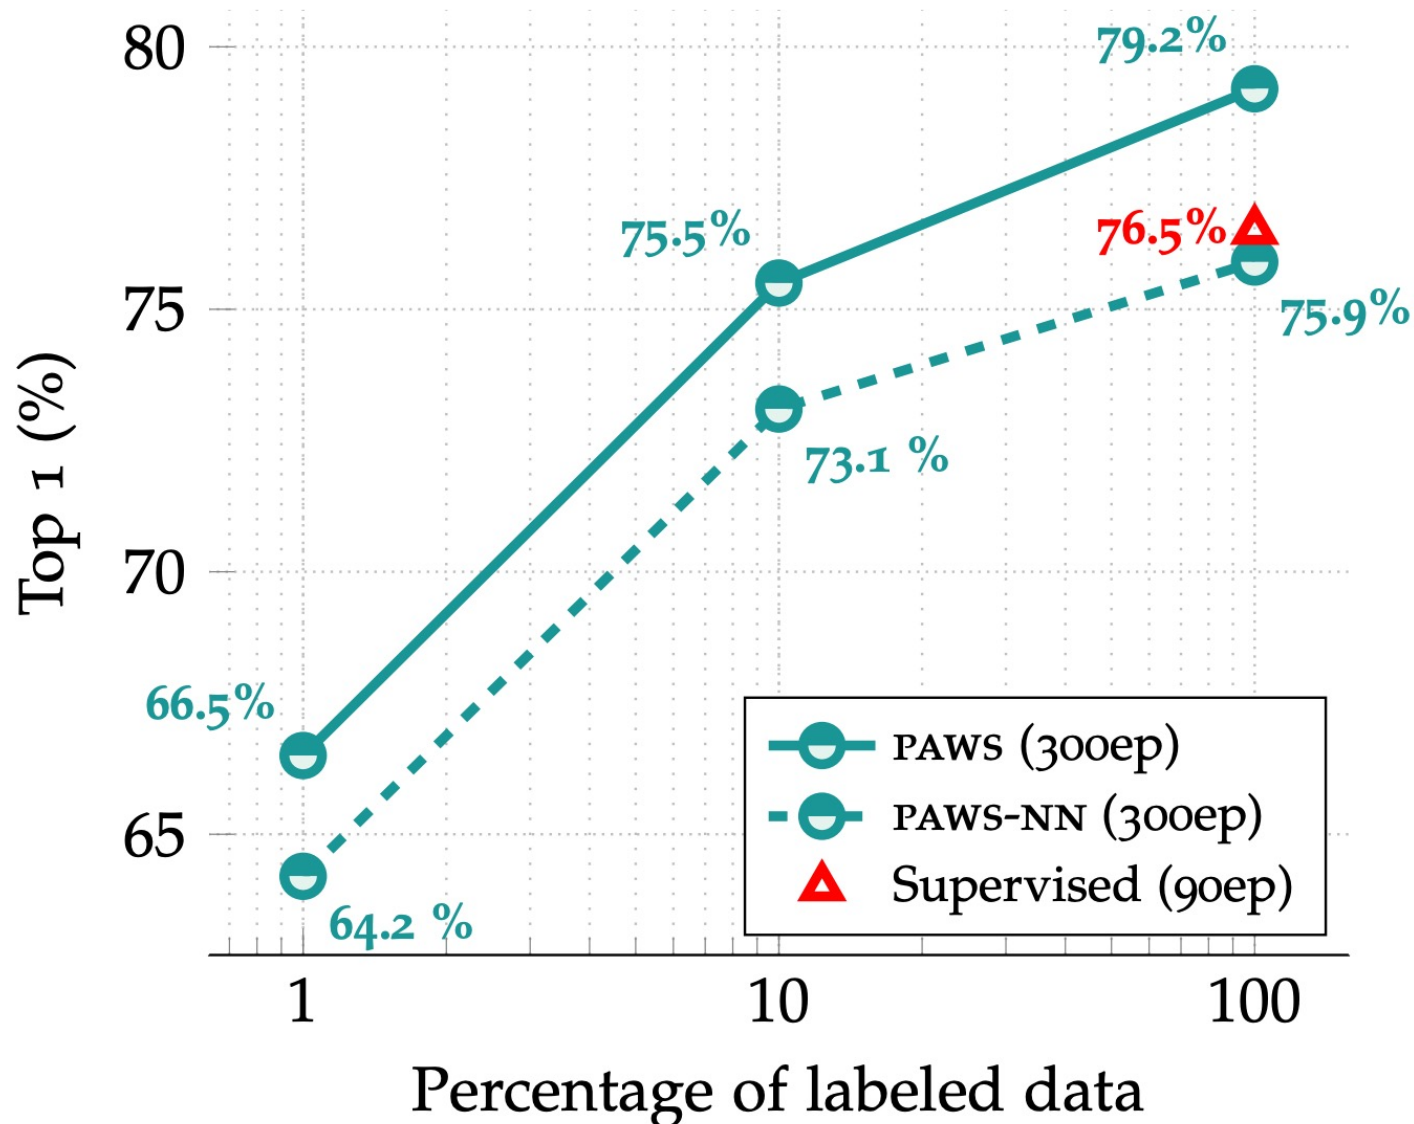 80
79.2%
75.5%
76.5%
75
75.9%
73.1 %
70
66.5%
65
64.2 %
Top 1 (%)
PAWS (300ep)
PAWS-NN (300ep)
Supervised (90ep)
1
10
100
Percentage of labeled data